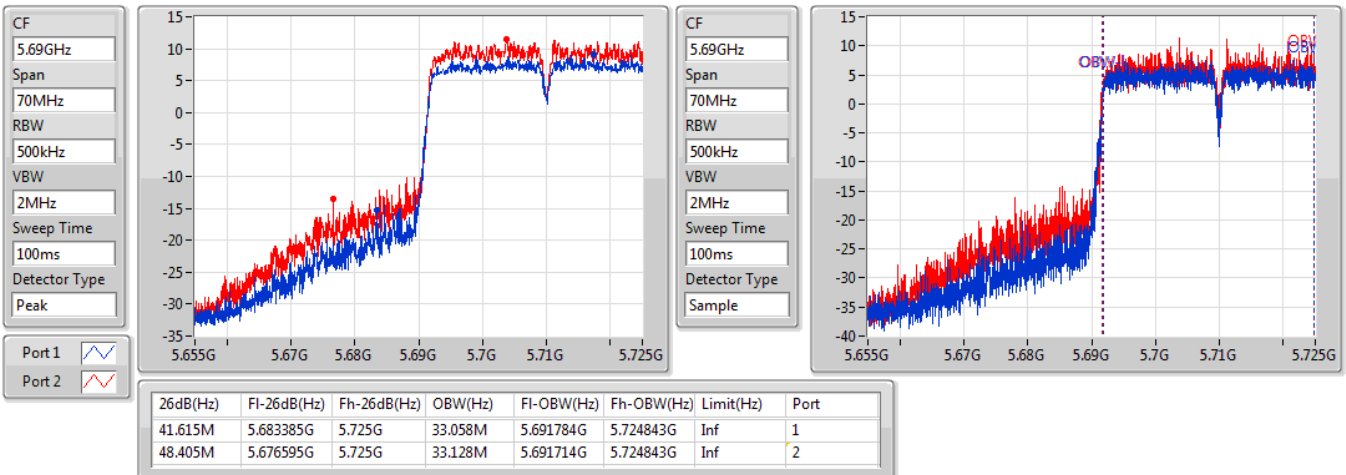 CF
5.69GHz
Span
70MHz
RBW
500kHz
VBW
2MHz
Sweep Time
100ms
Detector Type
Peak
Port 1
Port 2
15
10
5
0
-5
-10
-15
-20
-25
-30
-35
5.655G 5.67G 5.68G 5.69G 5.7G 5.71G 5.725G
CF
5.69GHz
Span
70MHz
RBW
500kHz
VBW
2MHz
Sweep Time
100ms
Detector Type
Sample
15
10
5
0
-5
-10
-15
-20
-25
-30
-35
-40
OBW
OBW
OBW
5.655G 5.67G 5.68G 5.69G 5.7G 5.71G 5.725G
26dB(Hz) Fl-26dB(Hz) Fh-26dB(Hz) OBW(Hz) Fl-OBW(Hz) Fh-OBW(Hz) Limit(Hz) Port
41.615M 5.683385G 5.725G 33.058M 5.691784G 5.724843G Inf 1
48.405M 5.676595G 5.725G 33.128M 5.691714G 5.724843G Inf 2